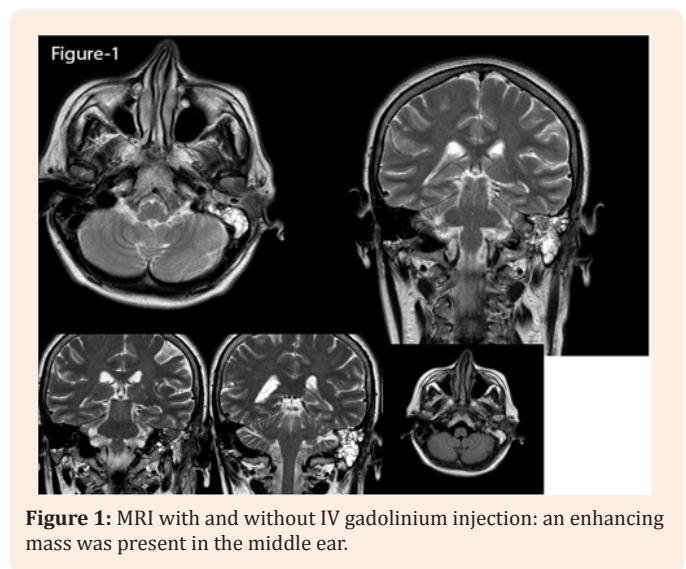 Figure-1
Figure 1: MRI with and without IV gadolinium injection: an enhancing
mass was present in the middle ear.